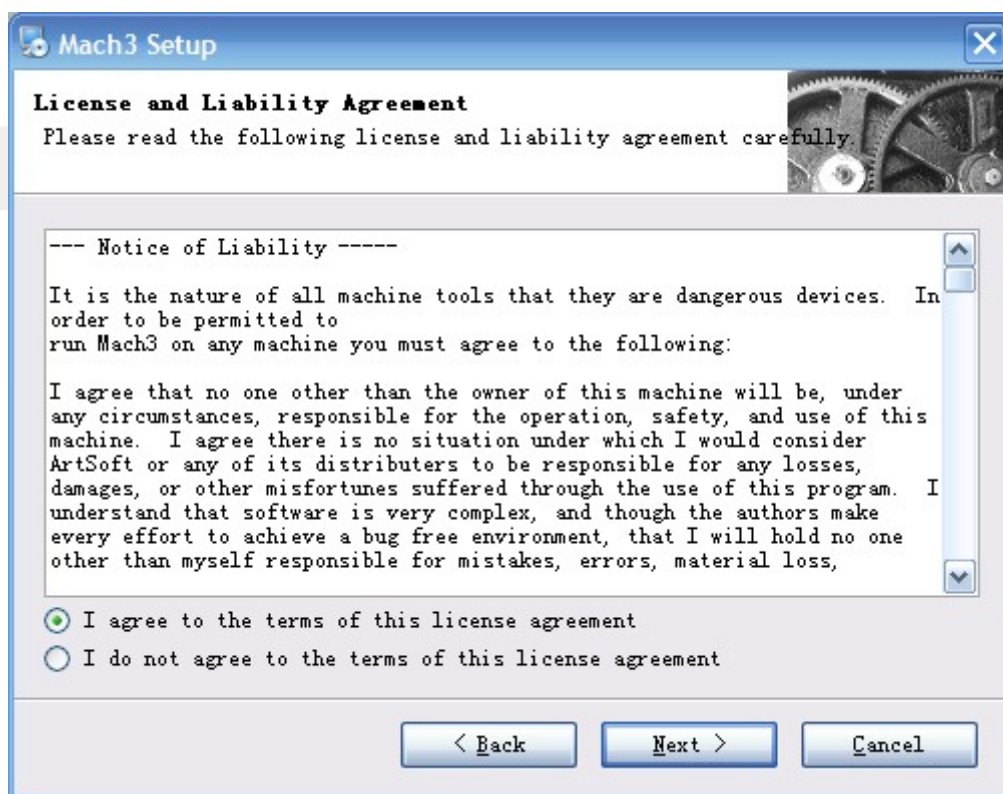 Mach3 Setup
License and Liability Agreement
Please read the following license and liability agreement carefully.
--- Notice of Liability -----
It is the nature of all machine tools that they are dangerous devices.  In
order to be permitted to
run Mach3 on any machine you must agree to the following:
I agree that no one other than the owner of this machine will be, under
any circumstances, responsible for the operation, safety, and use of this
machine.  I agree there is no situation under which I would consider
ArtSoft or any of its distributers to be responsible for any losses,
damages, or other misfortunes suffered through the use of this program.  I
understand that software is very complex, and though the authors make
every effort to achieve a bug free environment, that I will hold no one
other than myself responsible for mistakes, errors, material loss,
I agree to the terms of this license agreement
I do not agree to the terms of this license agreement
< Back
Next >
Cancel